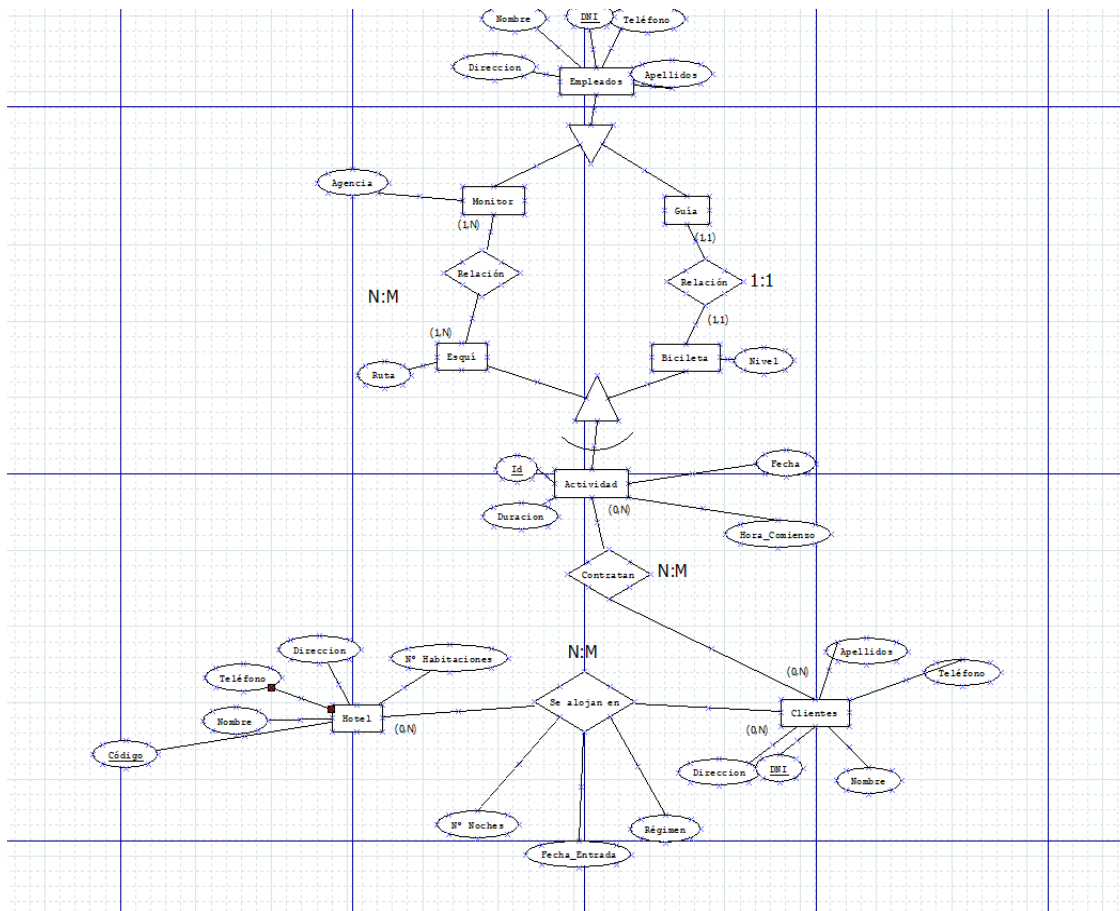 Nombre
DNI
Teléfono
Direccion
Empleados
Apellidos
Agencia
Monitor
Guía
(1,N)
(1,1)
Relación
Relación
1:1
N:M
(1,N)
(1,1)
Esquí
Bicileta
Ruta
Nivel
Id
Actividad
Fecha
Duracion
(0,N)
Hora_Comienzo
Contratan
N:M
N:M
Direccion
Nº Habitaciones
Apellidos
Teléfono
(0,N)
Teléfono
Nombre
Hotel
Se alojan en
Clientes
(0,N)
(0,N)
Código
Direccion
DNI
Nombre
Nº Noches
Régimen
Fecha_Entrada